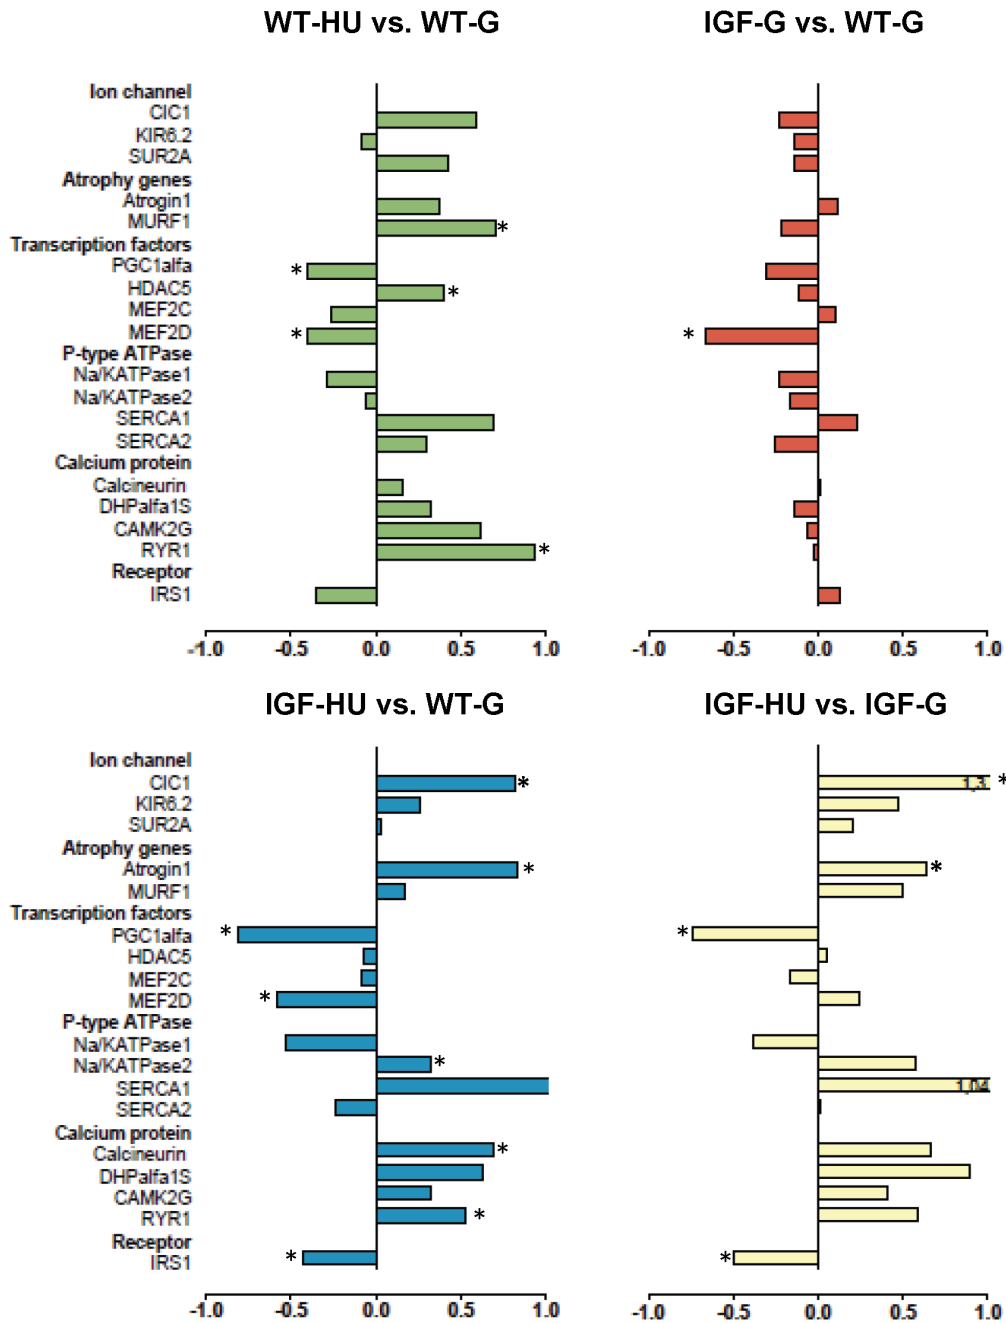 WT-HU vs. WT-G
IGF-G vs. WT-G
Ion channel
ClC1
KIR6.2
SUR2A
Atrophy genes
Atrogin1
MURF1
*
Transcription factors
PGC1alfa
*
HDAC5
*
MEF2C
MEF2D
*
*
P-type ATPase
Na/KATPase1
Na/KATPase2
SERCA1
SERCA2
Calcium protein
Calcineurin
DHPalfa1S
CAMK2G
RYR1
*
Receptor
IRS1
-1.0 -0.5 0.0 0.5 1.0
-1.0 -0.5 0.0 0.5 1.0
IGF-HU vs. WT-G
IGF-HU vs. IGF-G
Ion channel
ClC1
*
1,3
*
KIR6.2
SUR2A
Atrophy genes
Atrogin1
*
*
MURF1
Transcription factors
PGC1alfa
*
*
HDAC5
MEF2C
MEF2D
*
P-type ATPase
Na/KATPase1
Na/KATPase2
*
SERCA1
1,04
SERCA2
Calcium protein
Calcineurin
*
DHPalfa1S
CAMK2G
RYR1
*
Receptor
IRS1
*
*
-1.0 -0.5 0.0 0.5 1.0
-1.0 -0.5 0.0 0.5 1.0